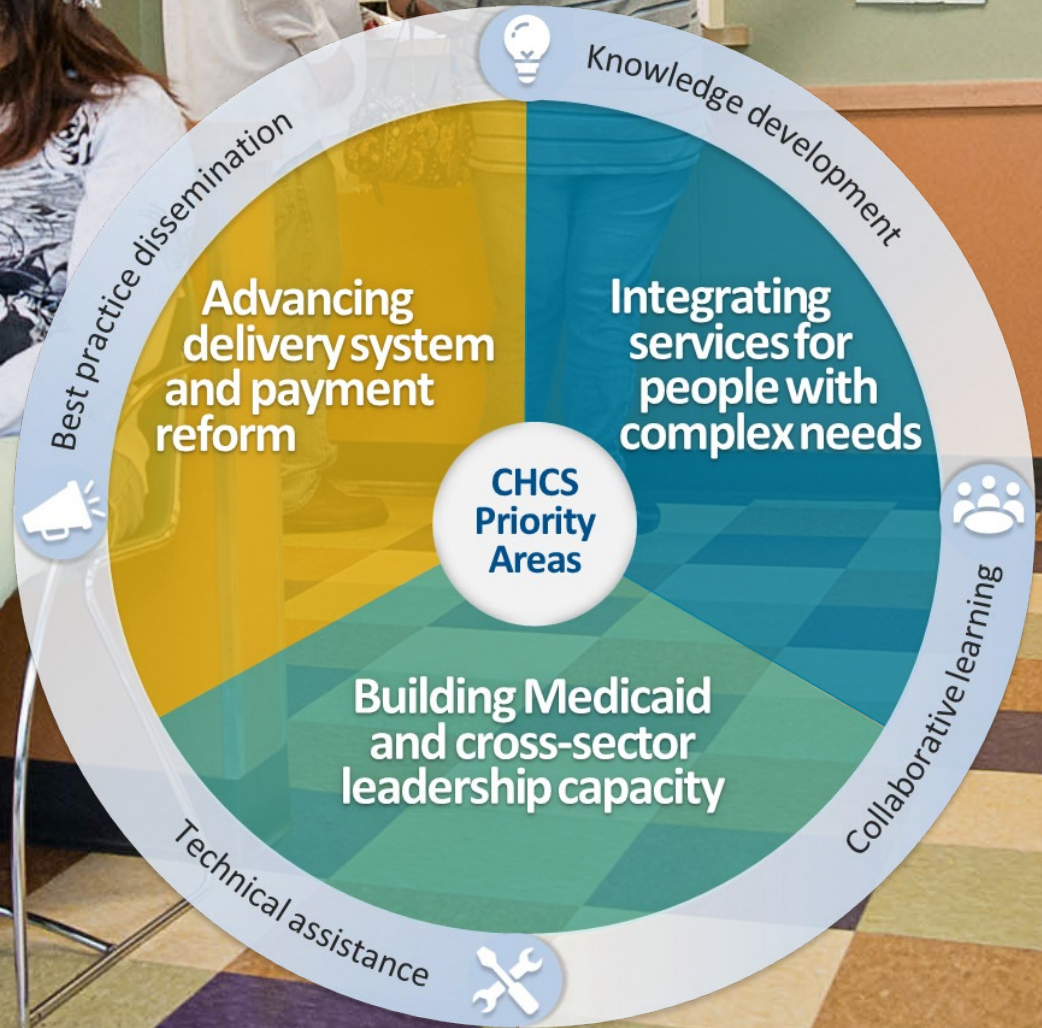 Knowledge development
Best practice dissemination
Advancing
delivery system
and payment
reform
Integrating
services for
people with
complex needs
CHCS
Priority
Areas
Building Medicaid
and cross-sector
leadership capacity
Collaborative learning
Technical assistance